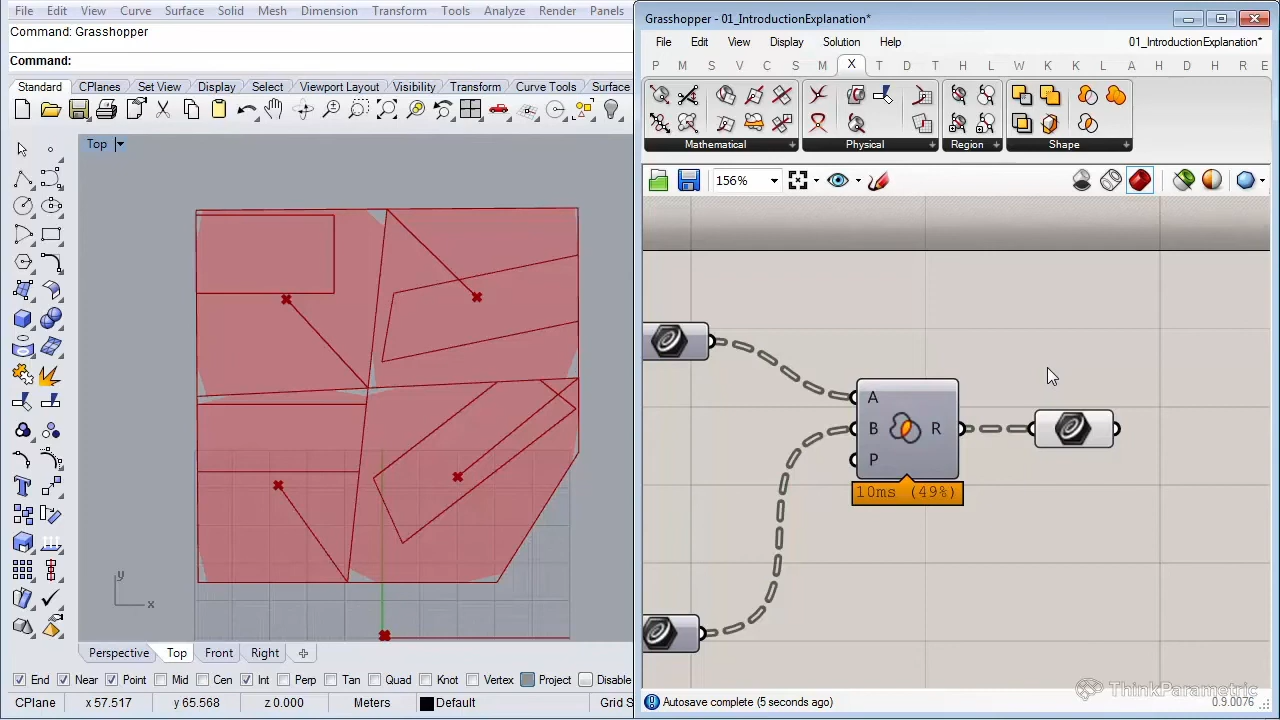 File Edit View Curve Surface Solid Mesh Dimension Transform Tools Analyze Render Panels
Command: Grasshopper
Command:
Standard CPlanes Set View Display Select Viewport Layout Visibility Transform Curve Tools Surface
Top
y
x
Perspective Top Front Right
End Near Point Mid Cen Int Perp Tan Quad Knot Vertex Project Disable
CPlane x 57.517 y 65.568 z 0.000 Meters Default Grid S
Grasshopper - 01_IntroductionExplanation*
File Edit View Display Solution Help 01_IntroductionExplanation*
P M S V C S M X T D T H L W K K L A H D H R E
Mathematical Physical Region Shape
156%
A
B R
P
10ms (49%)
ThinkParametric
Autosave complete (5 seconds ago) 0.9.0076